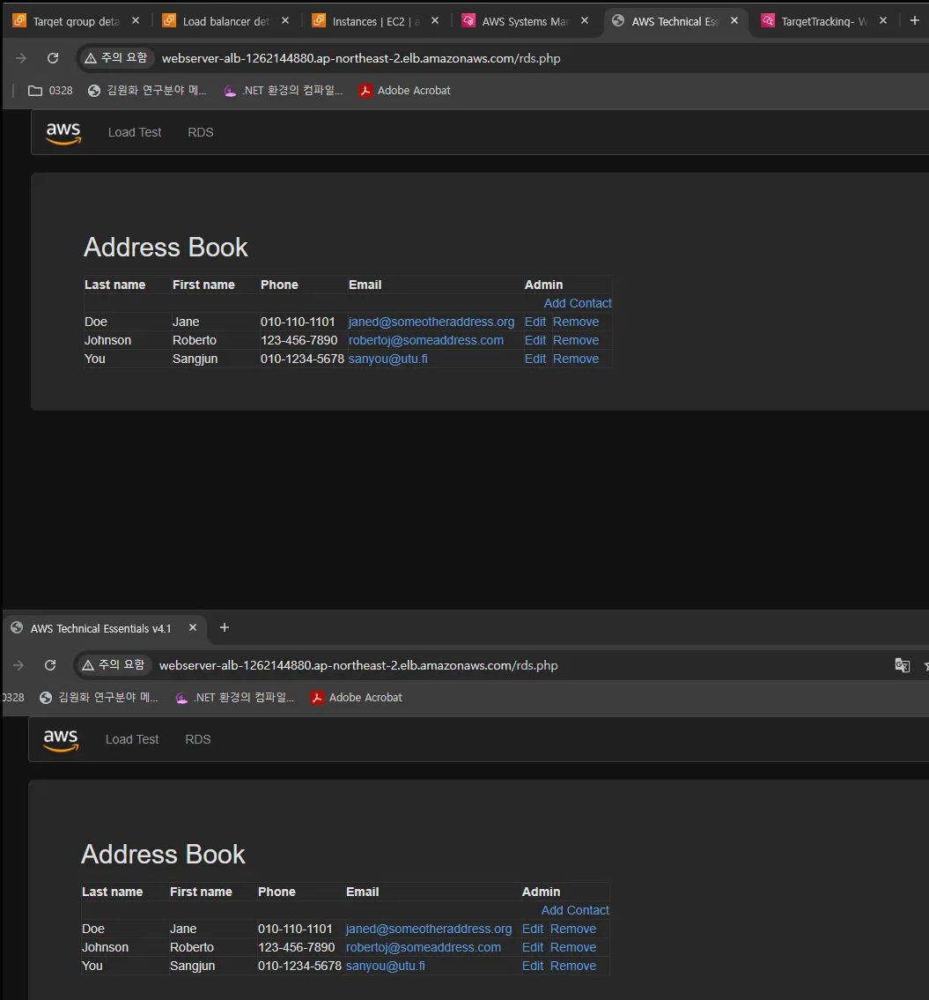 Target group deta Load balancer det Instances | EC2 | a AWS Systems Mar AWS Technical Ess TargetTracking- W
주의 요함 webserver-alb-1262144880.ap-northeast-2.elb.amazonaws.com/rds.php
0328 김원화 연구분야 메... .NET 환경의 컴파일... Adobe Acrobat
aws Load Test RDS
Address Book
Last name First name Phone Email Admin
Add Contact
Doe Jane 010-110-1101 janed@someotheraddress.org Edit Remove
Johnson Roberto 123-456-7890 robertoj@someaddress.com Edit Remove
You Sangjun 010-1234-5678 sanyou@utu.fi Edit Remove
AWS Technical Essentials v4.1
주의 요함 webserver-alb-1262144880.ap-northeast-2.elb.amazonaws.com/rds.php
0328 김원화 연구분야 메... .NET 환경의 컴파일... Adobe Acrobat
aws Load Test RDS
Address Book
Last name First name Phone Email Admin
Add Contact
Doe Jane 010-110-1101 janed@someotheraddress.org Edit Remove
Johnson Roberto 123-456-7890 robertoj@someaddress.com Edit Remove
You Sangjun 010-1234-5678 sanyou@utu.fi Edit Remove